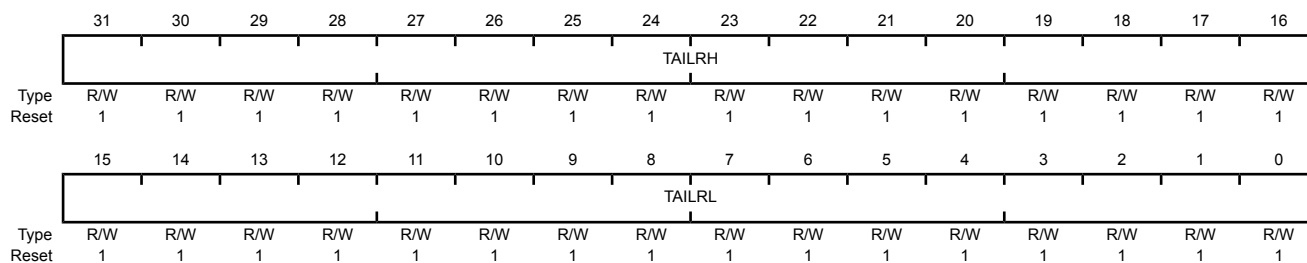 31 30 29 28 27 26 25 24 23 22 21 20 19 18 17 16
TAILRH
Type R/W R/W R/W R/W R/W R/W R/W R/W R/W R/W R/W R/W R/W R/W R/W R/W
Reset 1 1 1 1 1 1 1 1 1 1 1 1 1 1 1 1
15 14 13 12 11 10 9 8 7 6 5 4 3 2 1 0
TAILRL
Type R/W R/W R/W R/W R/W R/W R/W R/W R/W R/W R/W R/W R/W R/W R/W R/W
Reset 1 1 1 1 1 1 1 1 1 1 1 1 1 1 1 1